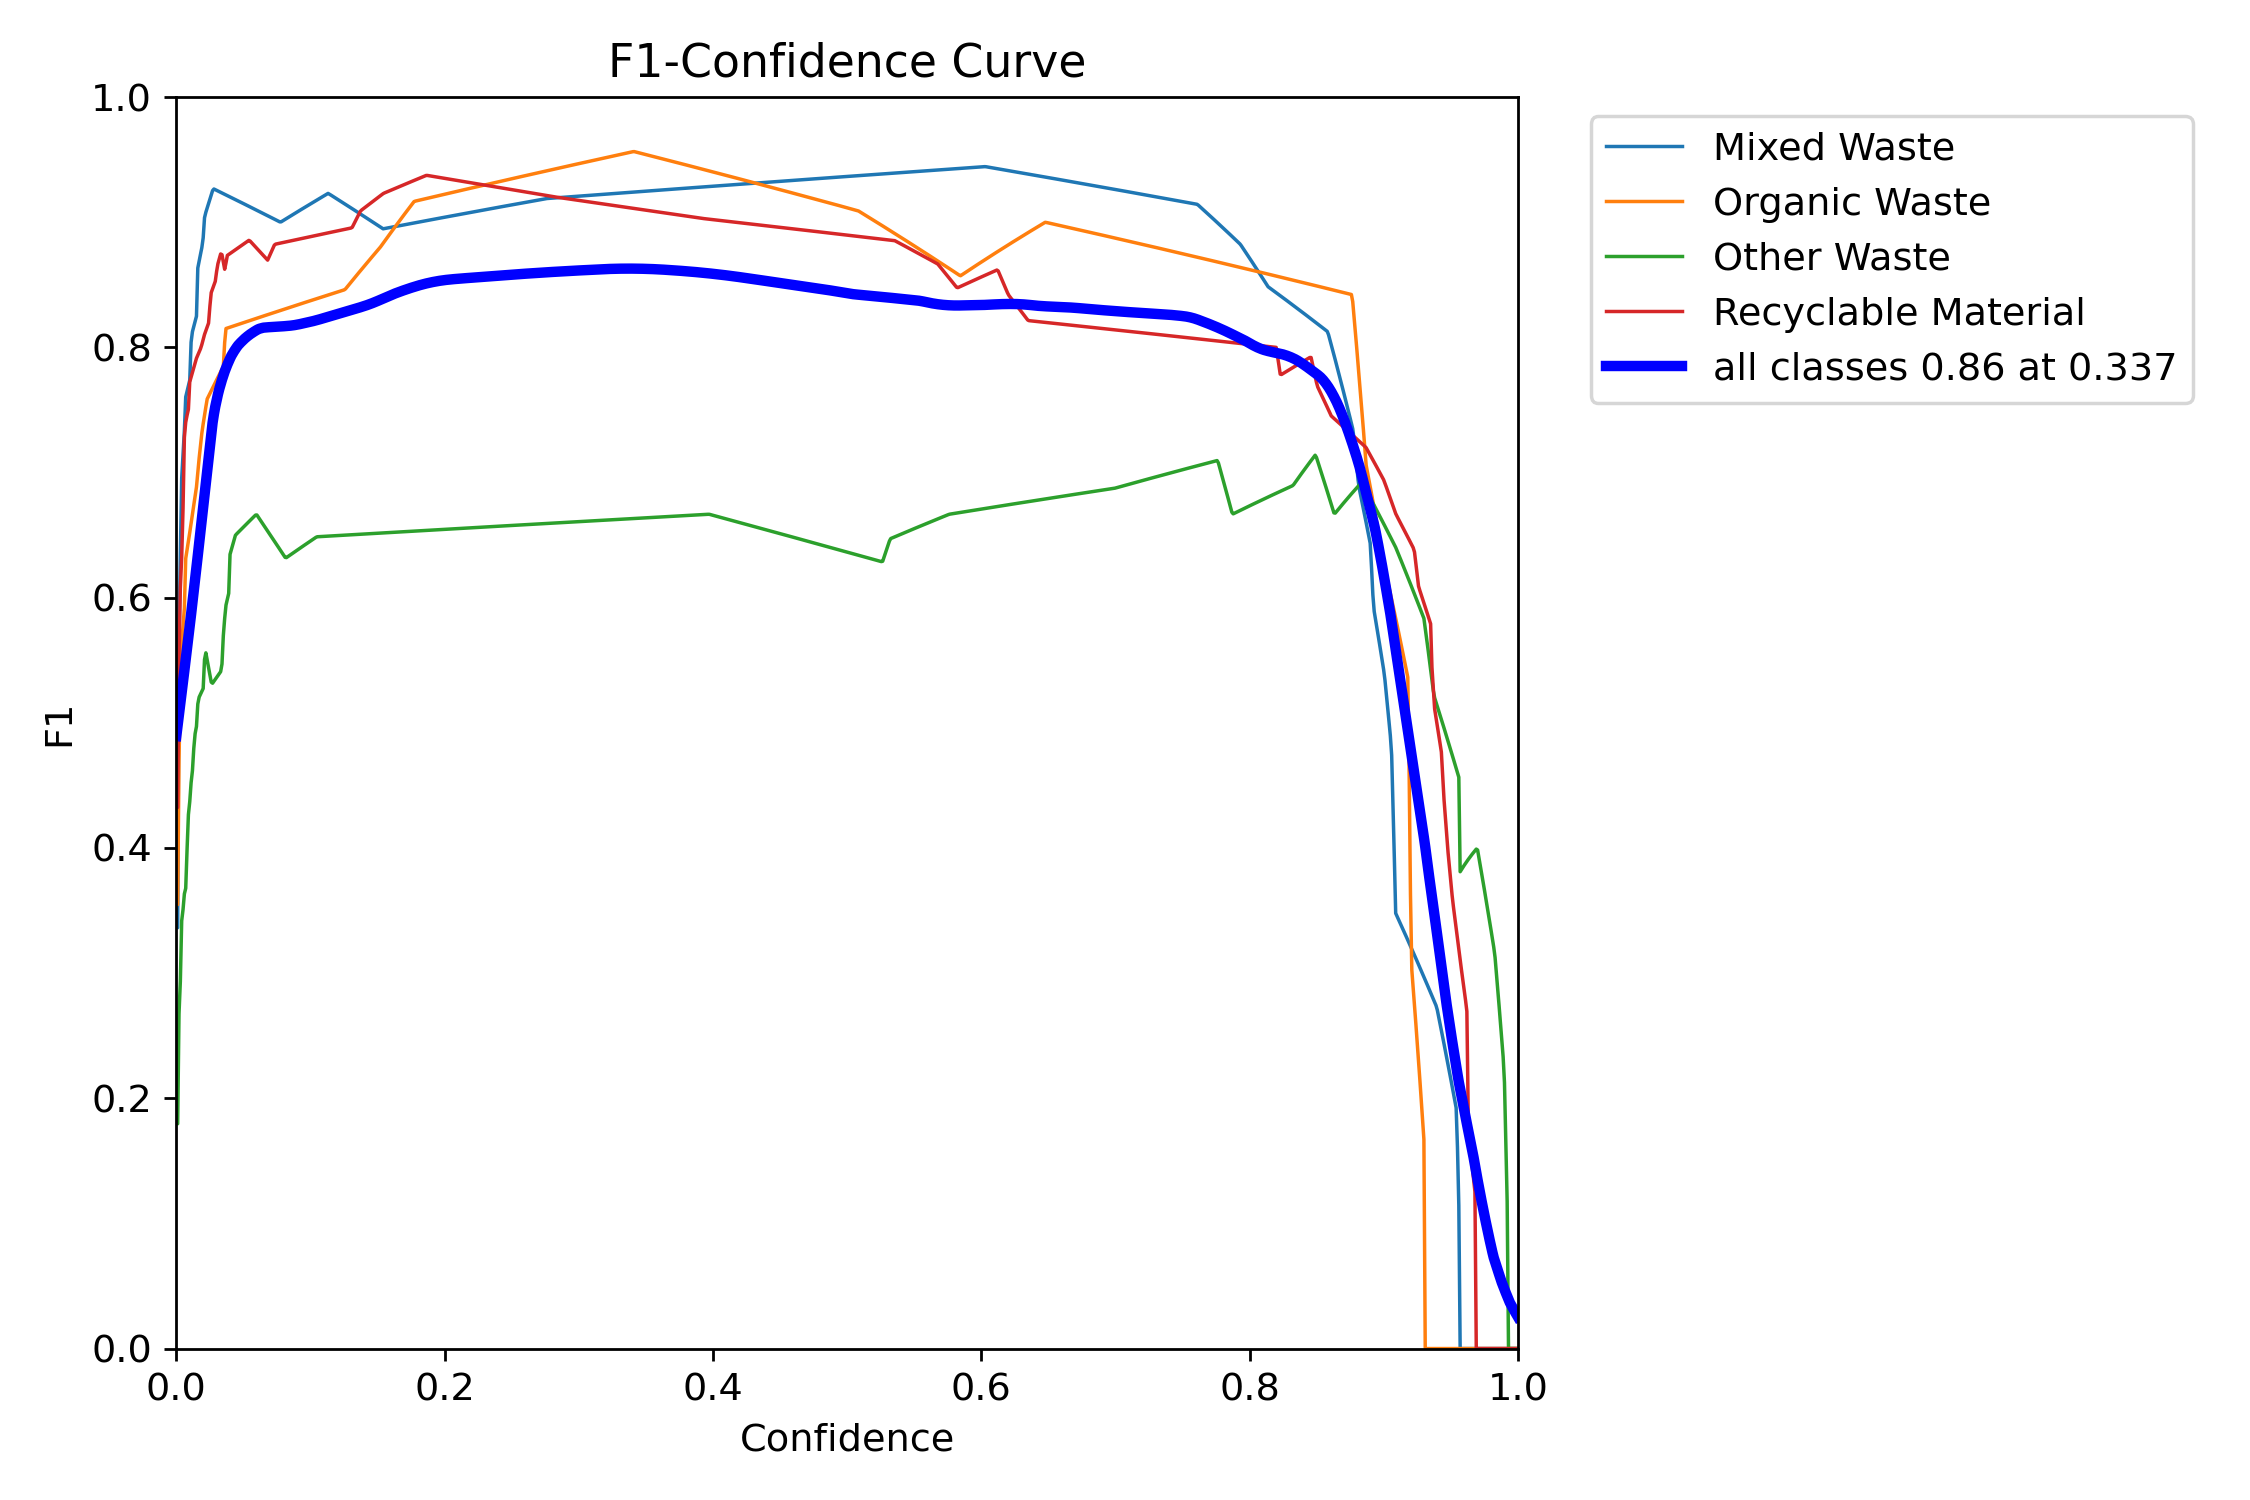 F1-Confidence Curve
1.0
0.8
0.6
0.4
0.2
0.0
F1
0.0 0.2 0.4 0.6 0.8 1.0
Confidence
Mixed Waste
Organic Waste
Other Waste
Recyclable Material
all classes 0.86 at 0.337